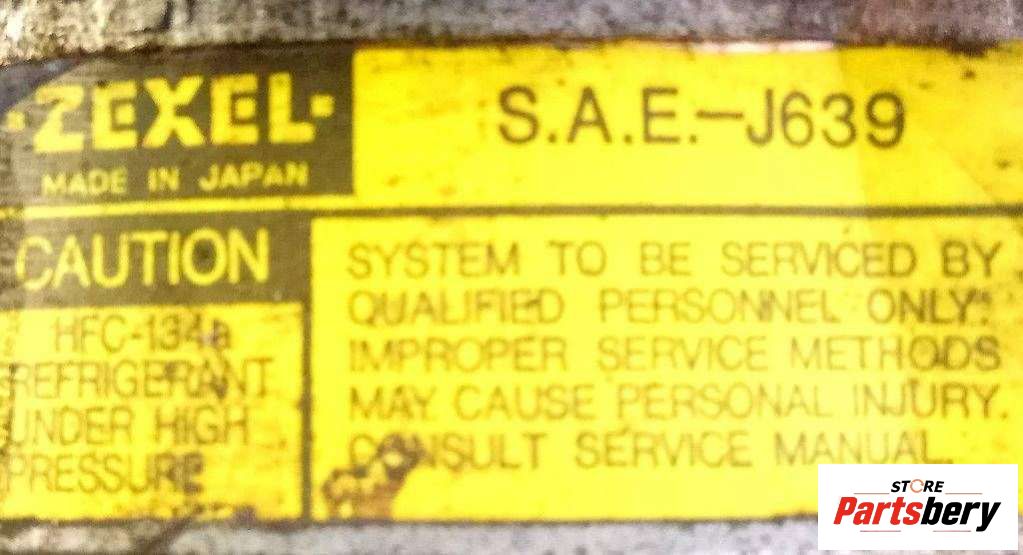 ·ZEXEL·
MADE IN JAPAN
S.A.E.-J639
CAUTION
HFC-134a
REFRIGERANT
UNDER HIGH
PRESSURE
SYSTEM TO BE SERVICED BY
QUALIFIED PERSONNEL ONLY.
IMPROPER SERVICE METHODS
MAY CAUSE PERSONAL INJURY.
CONSULT SERVICE MANUAL.
STORE
Partsbery